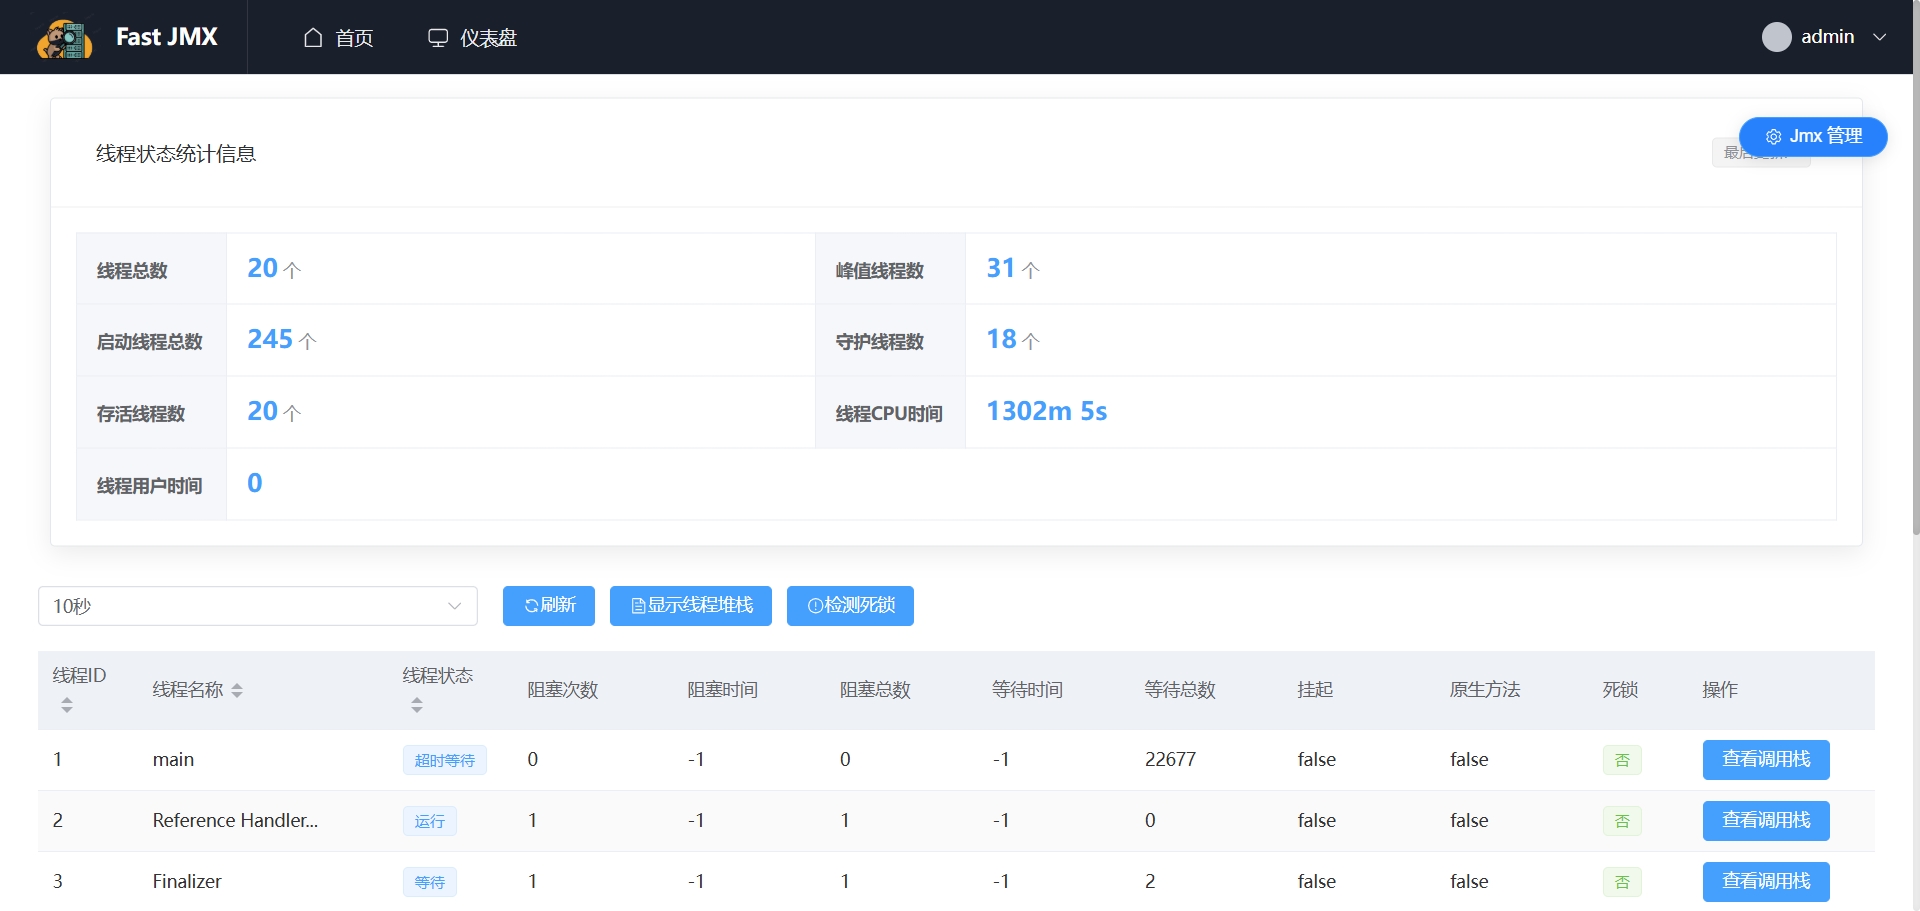 Fast JMX
首页
仪表盘
admin
线程状态统计信息
Jmx 管理
线程总数 20 个 峰值线程数 31 个
启动线程总数 245 个 守护线程数 18 个
存活线程数 20 个 线程CPU时间 1302m 5s
线程用户时间 0
10秒 刷新 显示线程堆栈 检测死锁
线程ID 线程名称 线程状态 阻塞次数 阻塞时间 阻塞总数 等待时间 等待总数 挂起 原生方法 死锁 操作
1 main 超时等待 0 -1 0 -1 22677 false false 否 查看调用栈
2 Reference Handler... 运行 1 -1 1 -1 0 false false 否 查看调用栈
3 Finalizer 等待 1 -1 1 -1 2 false false 否 查看调用栈